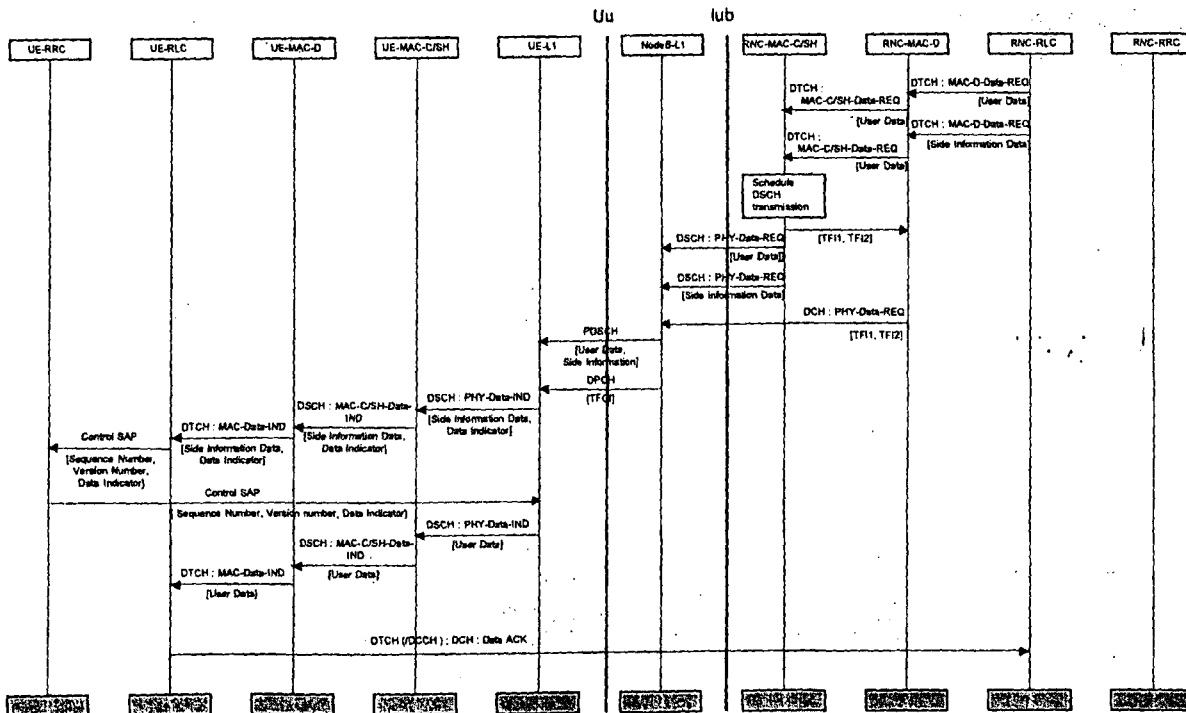 Uu
Iub
UE-RRC
UE-RLC
UE-MAC-D
UE-MAC-C/SH
UE-L1
NodeB-L1
RNC-MAC-C/SH
RNC-MAC-D
RNC-RLC
RNC-RRC
DTCH : MAC-D-Data-REQ
[User Data]
DTCH :
MAC-C/SH-Data-REQ
[User Data]
DTCH : MAC-D-Data-REQ
[Side Information Data]
DTCH :
MAC-C/SH-Data-REQ
[User Data]
Schedule
DSCH
transmission
[TFI1, TFI2]
DSCH : PHY-Data-REQ
[User Data]]
DSCH : PHY-Data-REQ
[Side Information Data]
DCH : PHY-Data-REQ
[TFI1, TFI2]
PDSCH
[User Data,
Side Information]
DPCH
[TFCI]
DSCH : PHY-Data-IND
[Side Information Data,
Data Indicator]
DSCH : MAC-C/SH-Data-
IND
[Side Information Data,
Data Indicator]
DTCH : MAC-Data-IND
[Side Information Data,
Data Indicator]
Control SAP
[Sequence Number,
Version Number,
Data Indicator]
Control SAP
[Sequence Number, Version number, Data Indicator]
DSCH : PHY-Data-IND
[User Data]
DSCH : MAC-C/SH-Data-
IND
[User Data]
DTCH : MAC-Data-IND
[User Data]
DTCH (/DCCH) : DCH : Data ACK